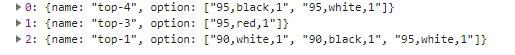 ▶ 0: {name: "top-4", option: ["95,black,1", "95,white,1"]}
▶ 1: {name: "top-3", option: ["95,red,1"]}
▶ 2: {name: "top-1", option: ["90,white,1", "90,black,1", "95,white,1"]}